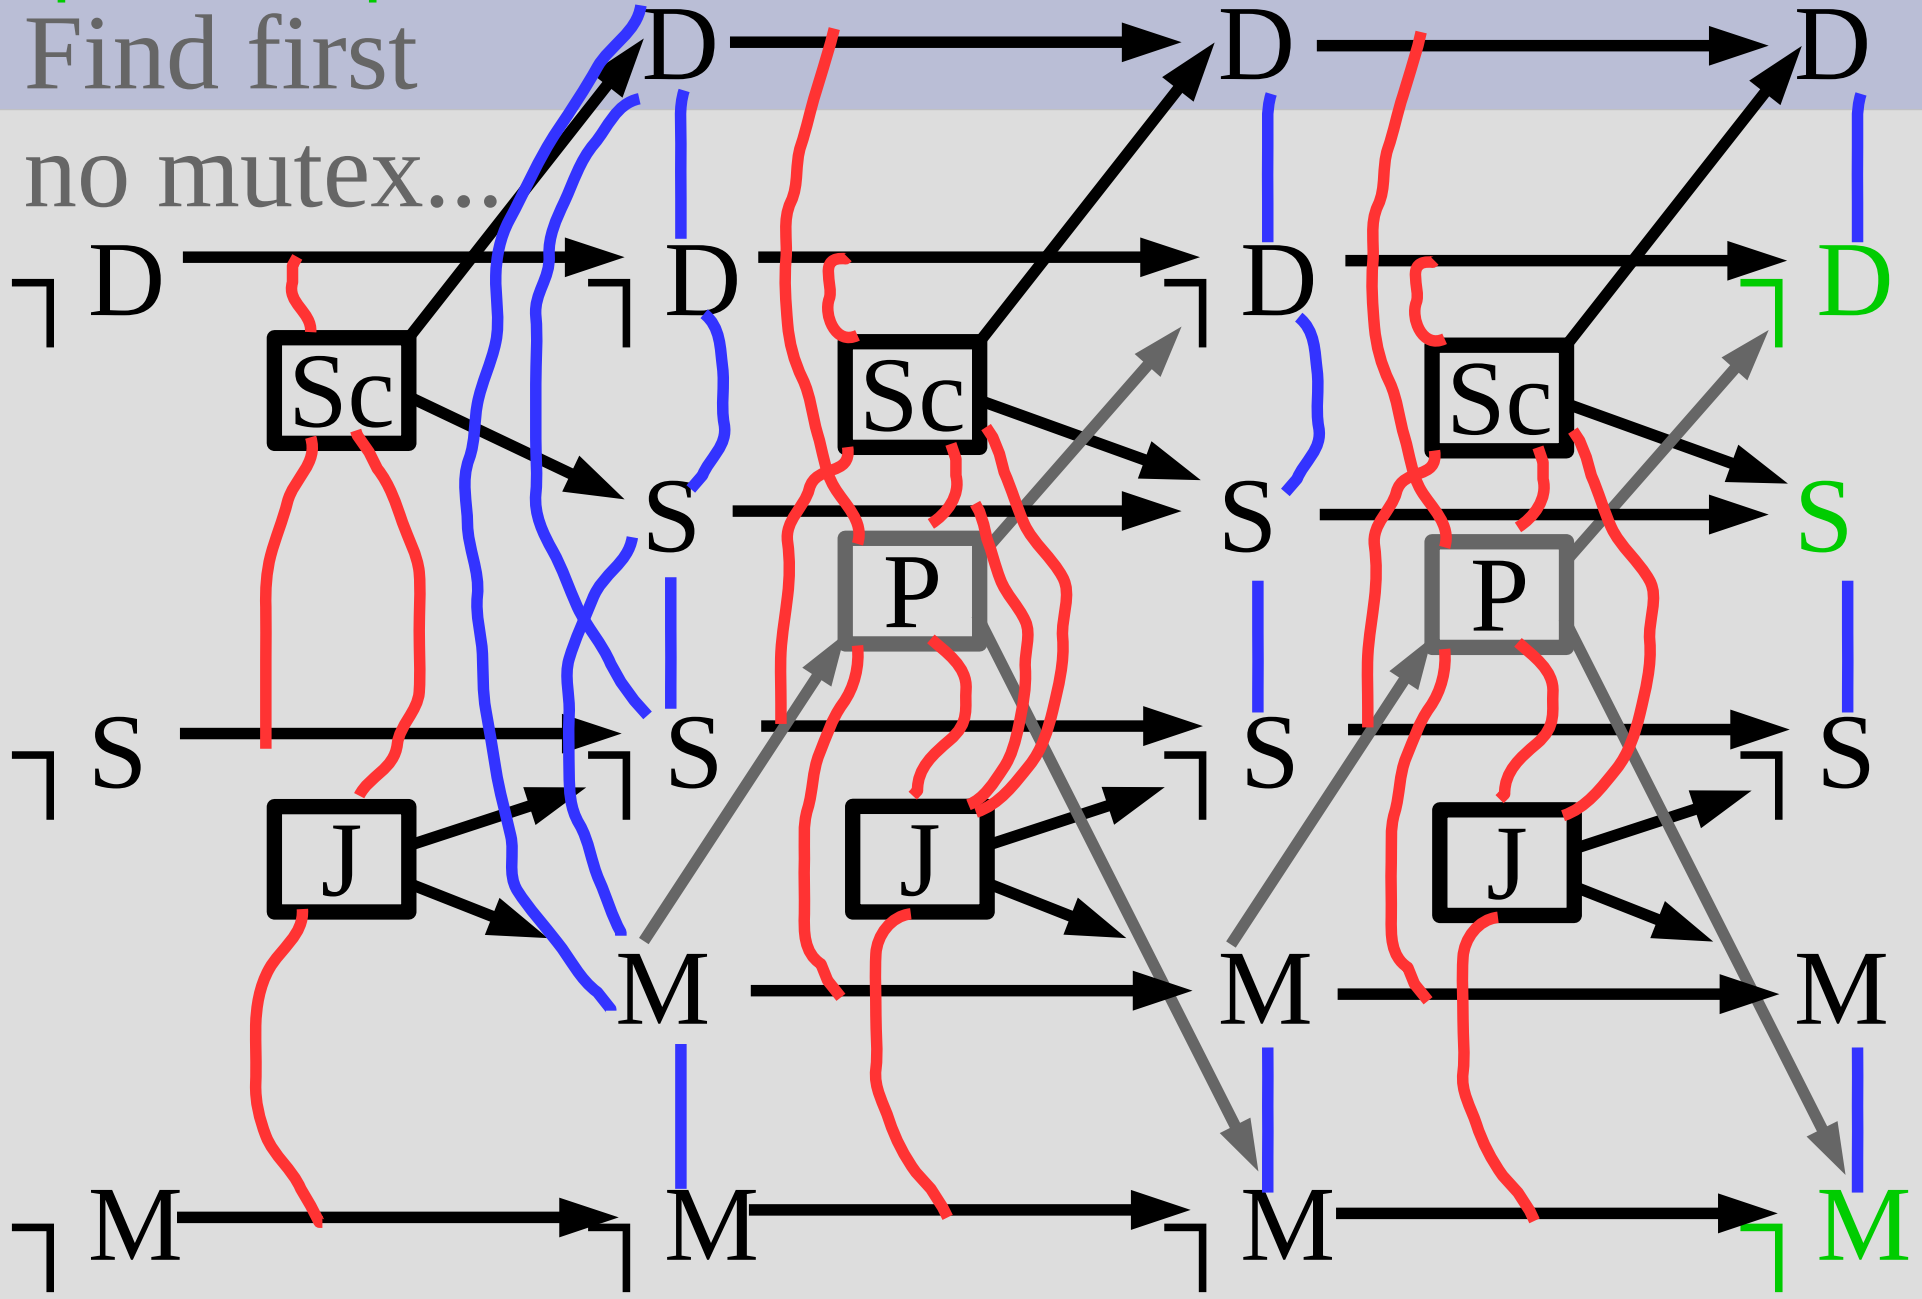 Find first
D D D
no mutex...
¬D ¬D ¬D ¬D
Sc Sc Sc
S S S
P P
¬S ¬S ¬S ¬S
J J J
M M M
¬M ¬M ¬M ¬M